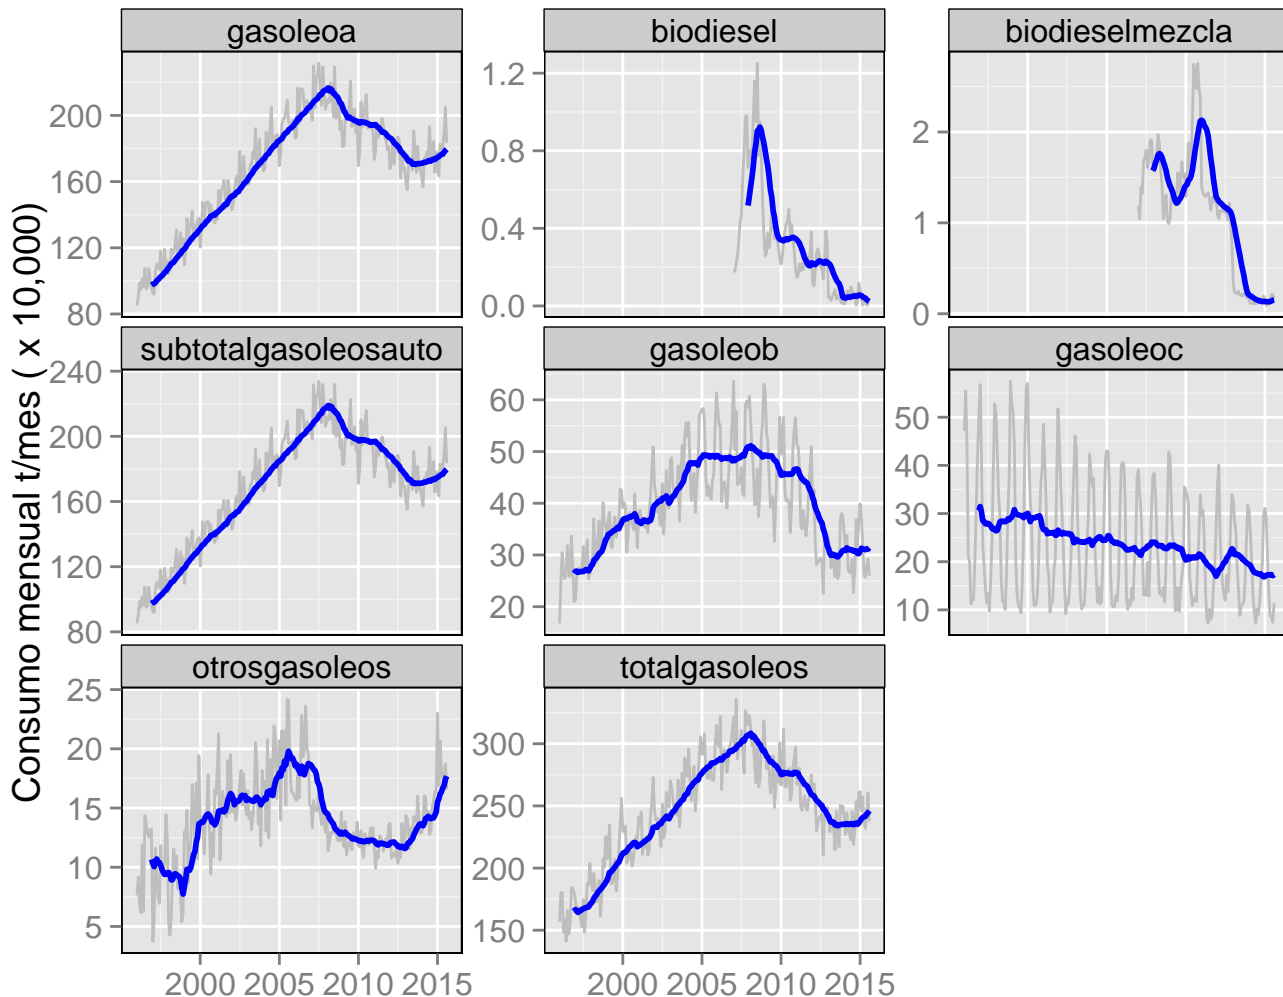 gasoleoa biodiesel biodieselmezcla
200 160 120 80
1.2 0.8 0.4 0.0
2 1 0
subtotalgasoleosauto gasoleob gasoleoc
240 200 160 120 80
60 50 40 30 20
50 40 30 20 10
otrosgasoleos totalgasoleos
25 20 15 10 5
300 250 200 150
2000 2005 2010 2015 2000 2005 2010 2015
Consumo mensual t/mes ( x 10,000)